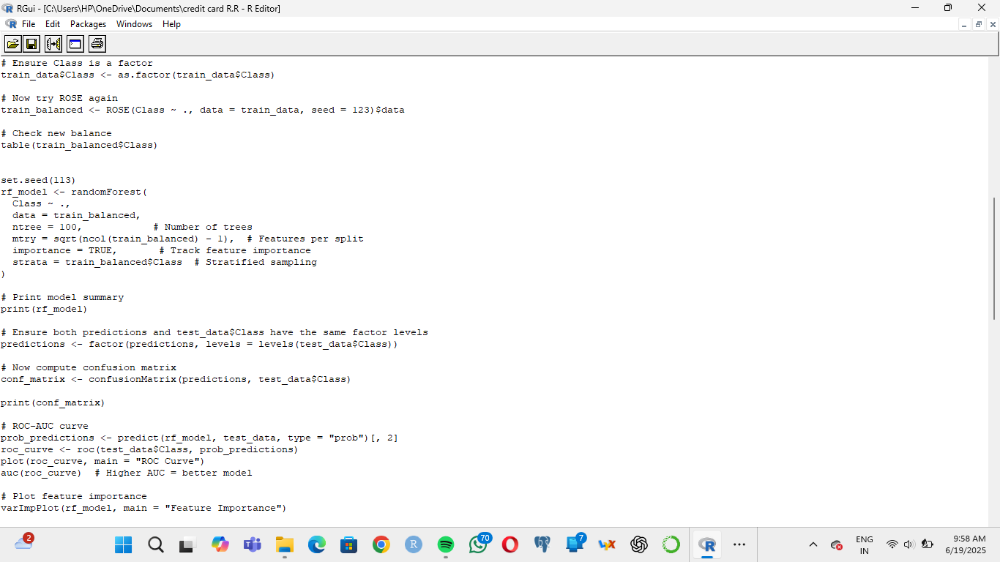 RGui - [C:\Users\HP\OneDrive\Documents\credit card R.R - R Editor]
File Edit Packages Windows Help
# Ensure Class is a factor
train_data$Class <- as.factor(train_data$Class)
# Now try ROSE again
train_balanced <- ROSE(Class ~ ., data = train_data, seed = 123)$data
# Check new balance
table(train_balanced$Class)
set.seed(113)
rf_model <- randomForest(
  Class ~ .,
  data = train_balanced,
  ntree = 100,            # Number of trees
  mtry = sqrt(ncol(train_balanced) - 1),  # Features per split
  importance = TRUE,       # Track feature importance
  strata = train_balanced$Class  # Stratified sampling
)
# Print model summary
print(rf_model)
# Ensure both predictions and test_data$Class have the same factor levels
predictions <- factor(predictions, levels = levels(test_data$Class))
# Now compute confusion matrix
conf_matrix <- confusionMatrix(predictions, test_data$Class)
print(conf_matrix)
# ROC-AUC curve
prob_predictions <- predict(rf_model, test_data, type = "prob")[, 2]
roc_curve <- roc(test_data$Class, prob_predictions)
plot(roc_curve, main = "ROC Curve")
auc(roc_curve)  # Higher AUC = better model
# Plot feature importance
varImpPlot(rf_model, main = "Feature Importance")
2
70
7
ENG
IN
9:58 AM
6/19/2025